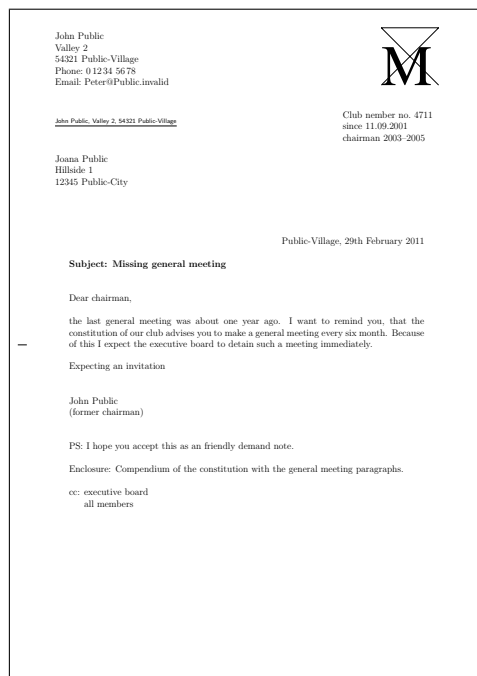 John Public
Valley 2
54321 Public-Village
Phone: 0 12 34 56 78
Email: Peter@Public.invalid
M
John Public, Valley 2, 54321 Public-Village
Club nember no. 4711
since 11.09.2001
chairman 2003–2005
Joana Public
Hillside 1
12345 Public-City
Public-Village, 29th February 2011
Subject: Missing general meeting
Dear chairman,
the last general meeting was about one year ago. I want to remind you, that the
constitution of our club advises you to make a general meeting every six month. Because
of this I expect the executive board to detain such a meeting immediately.
Expecting an invitation
John Public
(former chairman)
PS: I hope you accept this as an friendly demand note.
Enclosure: Compendium of the constitution with the general meeting paragraphs.
cc: executive board
all members